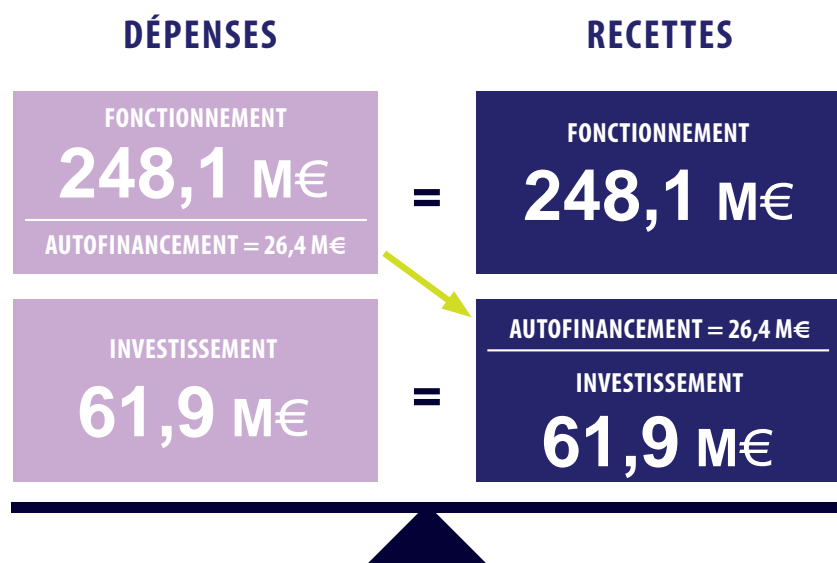 DÉPENSES
RECETTES
FONCTIONNEMENT
248,1 M€
AUTOFINANCEMENT = 26,4 M€
=
FONCTIONNEMENT
248,1 M€
INVESTISSEMENT
61,9 M€
=
AUTOFINANCEMENT = 26,4 M€
INVESTISSEMENT
61,9 M€